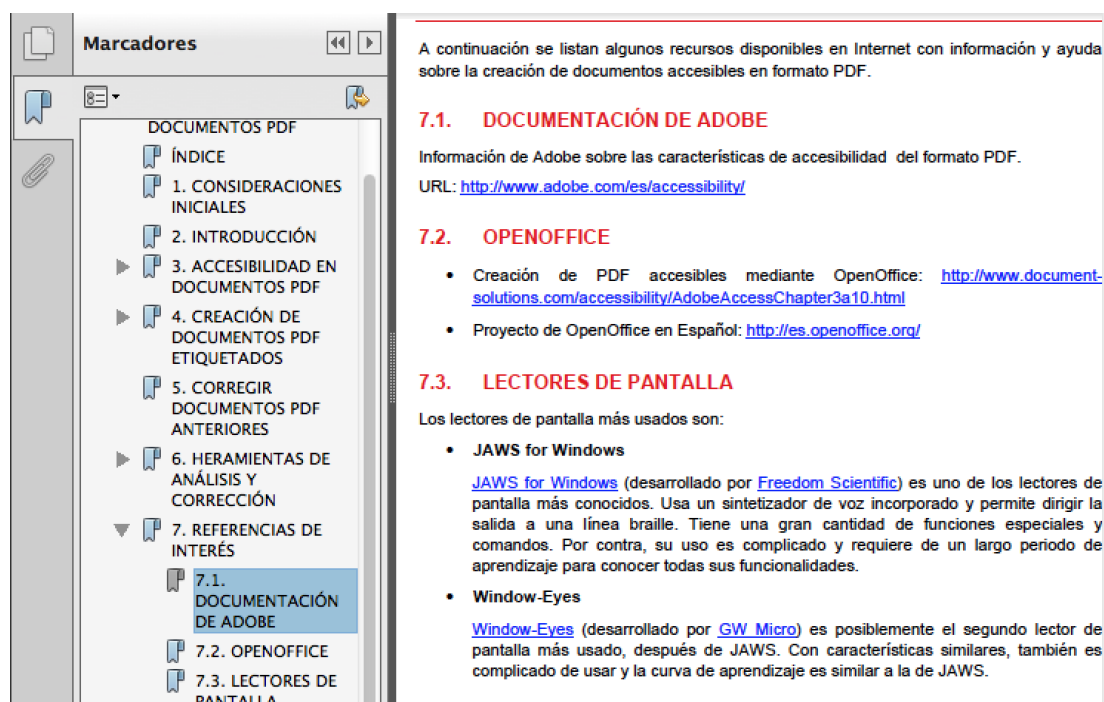 Marcadores
DOCUMENTOS PDF
ÍNDICE
1. CONSIDERACIONES
INICIALES
2. INTRODUCCIÓN
3. ACCESIBILIDAD EN
DOCUMENTOS PDF
4. CREACIÓN DE
DOCUMENTOS PDF
ETIQUETADOS
5. CORREGIR
DOCUMENTOS PDF
ANTERIORES
6. HERAMIENTAS DE
ANÁLISIS Y
CORRECCIÓN
7. REFERENCIAS DE
INTERÉS
7.1.
DOCUMENTACIÓN
DE ADOBE
7.2. OPENOFFICE
7.3. LECTORES DE
PANTALLA
A continuación se listan algunos recursos disponibles en Internet con información y ayuda
sobre la creación de documentos accesibles en formato PDF.
7.1. DOCUMENTACIÓN DE ADOBE
Información de Adobe sobre las características de accesibilidad del formato PDF.
URL: http://www.adobe.com/es/accessibility/
7.2. OPENOFFICE
• Creación de PDF accesibles mediante OpenOffice: http://www.document-
solutions.com/accessibility/AdobeAccessChapter3a10.html
• Proyecto de OpenOffice en Español: http://es.openoffice.org/
7.3. LECTORES DE PANTALLA
Los lectores de pantalla más usados son:
• JAWS for Windows
JAWS for Windows (desarrollado por Freedom Scientific) es uno de los lectores de
pantalla más conocidos. Usa un sintetizador de voz incorporado y permite dirigir la
salida a una línea braille. Tiene una gran cantidad de funciones especiales y
comandos. Por contra, su uso es complicado y requiere de un largo periodo de
aprendizaje para conocer todas sus funcionalidades.
• Window-Eyes
Window-Eyes (desarrollado por GW Micro) es posiblemente el segundo lector de
pantalla más usado, después de JAWS. Con características similares, también es
complicado de usar y la curva de aprendizaje es similar a la de JAWS.